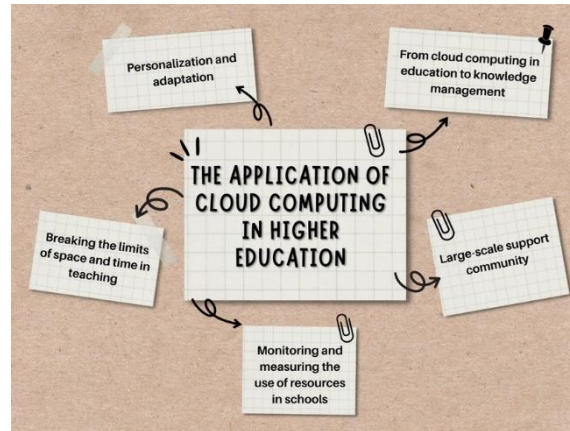 Personalization and
adaptation
From cloud computing in
education to knowledge
management
THE APPLICATION OF
CLOUD COMPUTING
IN HIGHER
EDUCATION
Breaking the limits
of space and time in
teaching
Large-scale support
community
Monitoring and
measuring the
use of resources
in schools